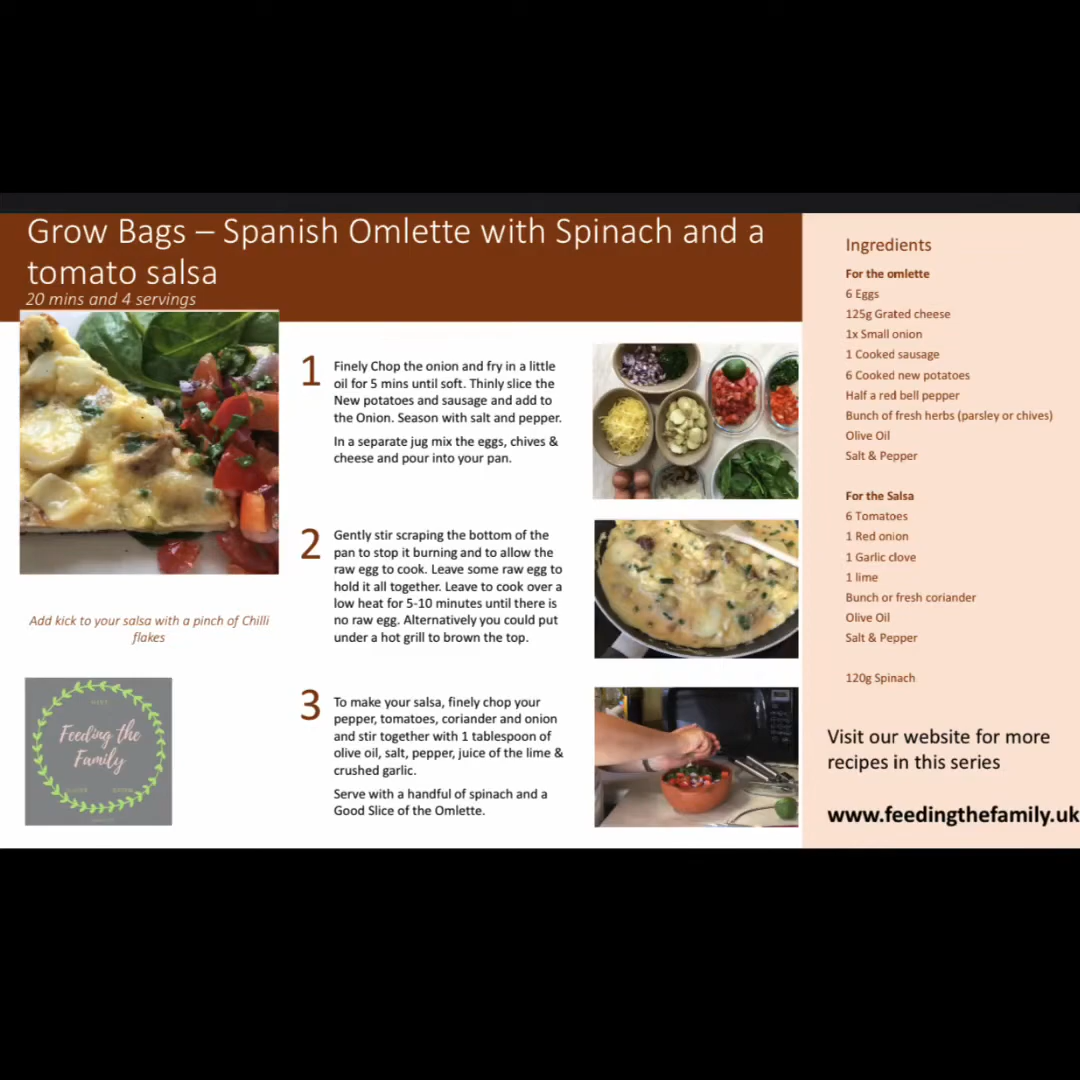 Grow Bags – Spanish Omlette with Spinach and a
tomato salsa
20 mins and 4 servings
Add kick to your salsa with a pinch of Chilli
flakes
Feeding the
Family
1
Finely Chop the onion and fry in a little
oil for 5 mins until soft. Thinly slice the
New potatoes and sausage and add to
the Onion. Season with salt and pepper.
In a separate jug mix the eggs, chives &
cheese and pour into your pan.
2
Gently stir scraping the bottom of the
pan to stop it burning and to allow the
raw egg to cook. Leave some raw egg to
hold it all together. Leave to cook over a
low heat for 5-10 minutes until there is
no raw egg. Alternatively you could put
under a hot grill to brown the top.
3
To make your salsa, finely chop your
pepper, tomatoes, coriander and onion
and stir together with 1 tablespoon of
olive oil, salt, pepper, juice of the lime &
crushed garlic.
Serve with a handful of spinach and a
Good Slice of the Omlette.
Ingredients
For the omlette
6 Eggs
125g Grated cheese
1x Small onion
1 Cooked sausage
6 Cooked new potatoes
Half a red bell pepper
Bunch of fresh herbs (parsley or chives)
Olive Oil
Salt & Pepper
For the Salsa
6 Tomatoes
1 Red onion
1 Garlic clove
1 lime
Bunch or fresh coriander
Olive Oil
Salt & Pepper
120g Spinach
Visit our website for more
recipes in this series
www.feedingthefamily.uk